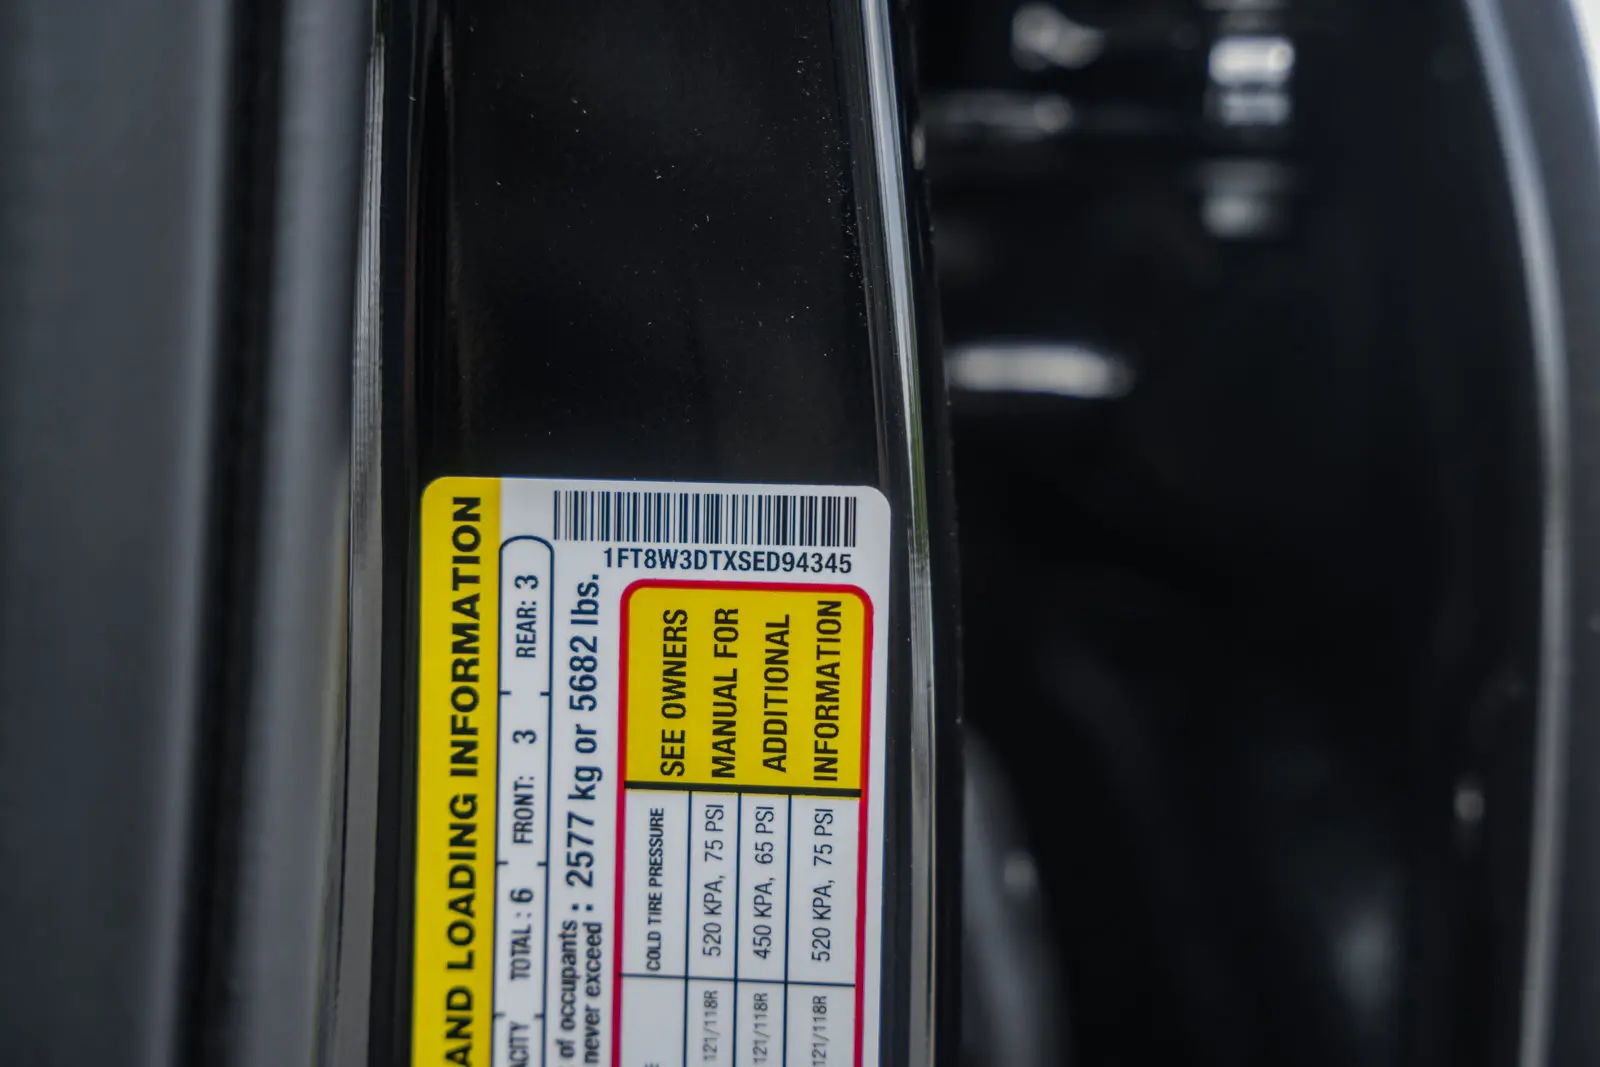 1FT8W3DTXSED94345
AND LOADING INFORMATION
TOTAL : 6 FRONT: 3 REAR: 3
of occupants :
never exceed : 2577 kg or 5682 lbs.
COLD TIRE PRESSURE
121/118R 520 KPA, 75 PSI
121/118R 450 KPA, 65 PSI
121/118R 520 KPA, 75 PSI
SEE OWNERS
MANUAL FOR
ADDITIONAL
INFORMATION